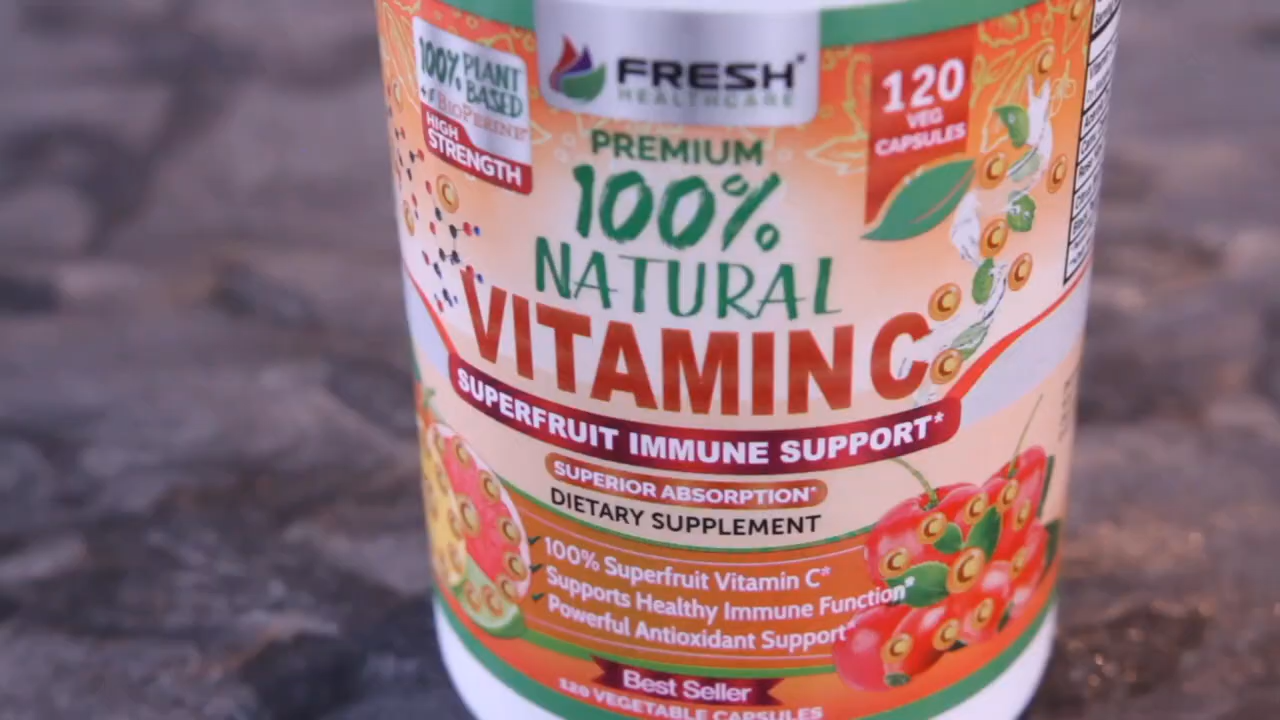 100% PLANT
BASED
+ BIOPERINE
HIGH
STRENGTH
FRESH
HEALTHCARE
120
VEG
CAPSULES
PREMIUM
100%
NATURAL
VITAMIN C
SUPERFRUIT IMMUNE SUPPORT*
SUPERIOR ABSORPTION*
DIETARY SUPPLEMENT
100% Superfruit Vitamin C*
Supports Healthy Immune Function*
Powerful Antioxidant Support*
Best Seller
120 VEGETABLE CAPSULES